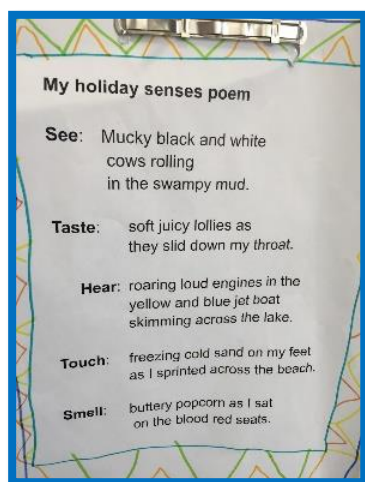 My holiday senses poem
See: Mucky black and white
cows rolling
in the swampy mud.
Taste: soft juicy lollies as
they slid down my throat.
Hear: roaring loud engines in the
yellow and blue jet boat
skimming across the lake.
Touch: freezing cold sand on my feet
as I sprinted across the beach.
Smell: buttery popcorn as I sat
on the blood red seats.